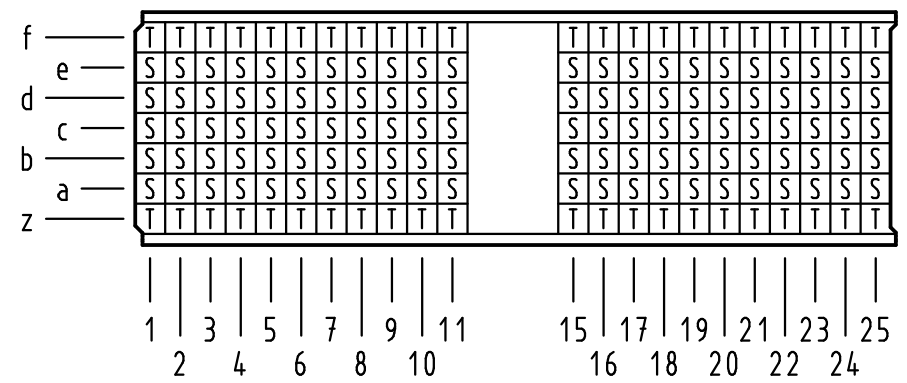 f T T T T T T T T T T T T T T T T T T T T T T
e S S S S S S S S S S S S S S S S S S S S S S
d S S S S S S S S S S S S S S S S S S S S S S
c S S S S S S S S S S S S S S S S S S S S S S
b S S S S S S S S S S S S S S S S S S S S S S
a S S S S S S S S S S S S S S S S S S S S S S
z T T T T T T T T T T T T T T T T T T T T T T
1 3 5 7 9 11 15 17 19 21 23 25
2 4 6 8 10 16 18 20 22 24